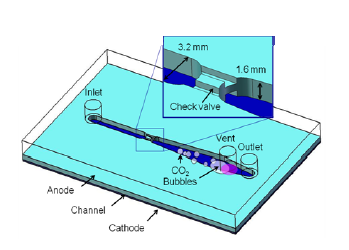 3.2 mm
1.6 mm
Check valve
Inlet
Vent
Outlet
CO2
Bubbles
Anode
Channel
Cathode